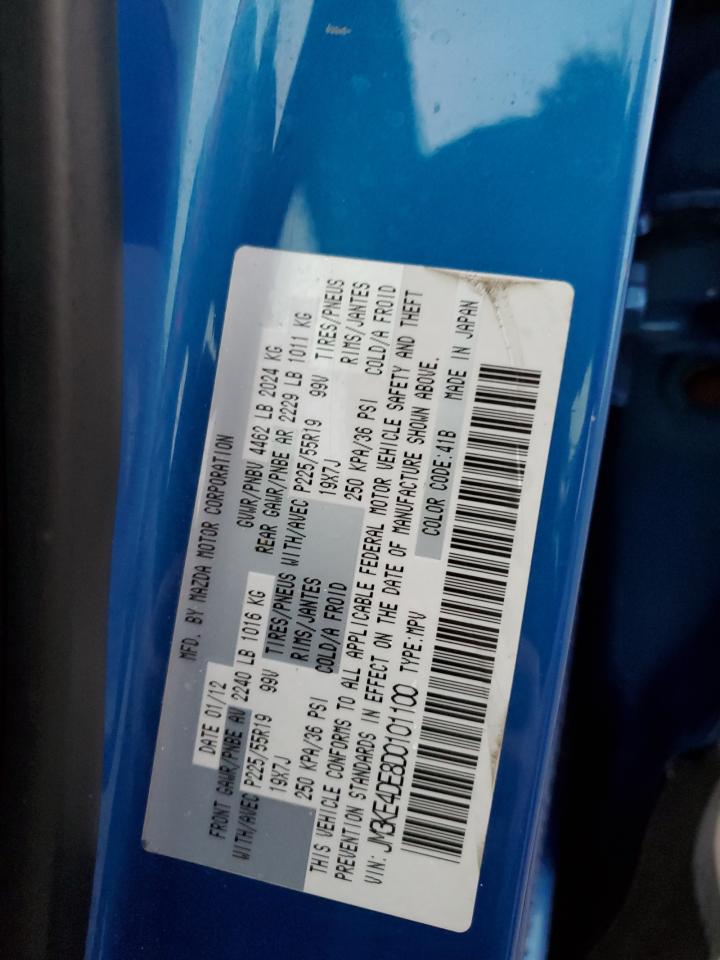 MFD. BY MAZDA MOTOR CORPORATION
DATE 01/12 GVWR/PNBV 4462 LB 2024 KG
FRONT GAWR/PNBE AV 2240 LB 1016 KG REAR GAWR/PNBE AR 2229 LB 1011 KG
WITH/AVEC P225/55R19 99V TIRES/PNEUS WITH/AVEC P225/55R19 99V TIRES/PNEUS
19X7J RIMS/JANTES 19X7J RIMS/JANTES
250 KPA/36 PSI COLD/A FROID 250 KPA/36 PSI COLD/A FROID
THIS VEHICLE CONFORMS TO ALL APPLICABLE FEDERAL MOTOR VEHICLE SAFETY AND THEFT
PREVENTION STANDARDS IN EFFECT ON THE DATE OF MANUFACTURE SHOWN ABOVE.
VIN: JM3KE4DE8D0101100 TYPE:MPV COLOR CODE:41B MADE IN JAPAN